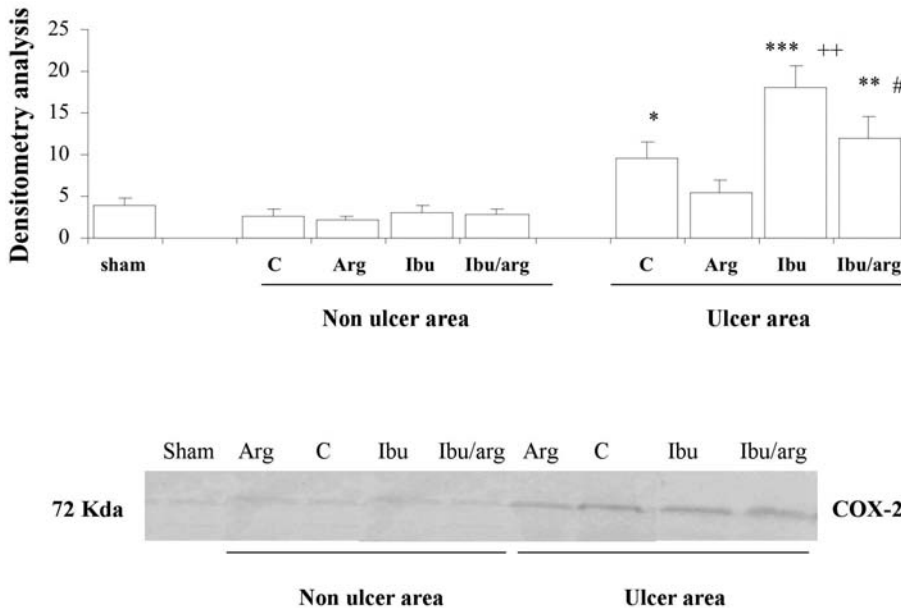 Densitometry analysis
25
20
15
10
5
0
* *** ++ ** #
sham C Arg Ibu Ibu/arg C Arg Ibu Ibu/arg
Non ulcer area Ulcer area
Sham Arg C Ibu Ibu/arg Arg C Ibu Ibu/arg
72 Kda COX-2
Non ulcer area Ulcer area